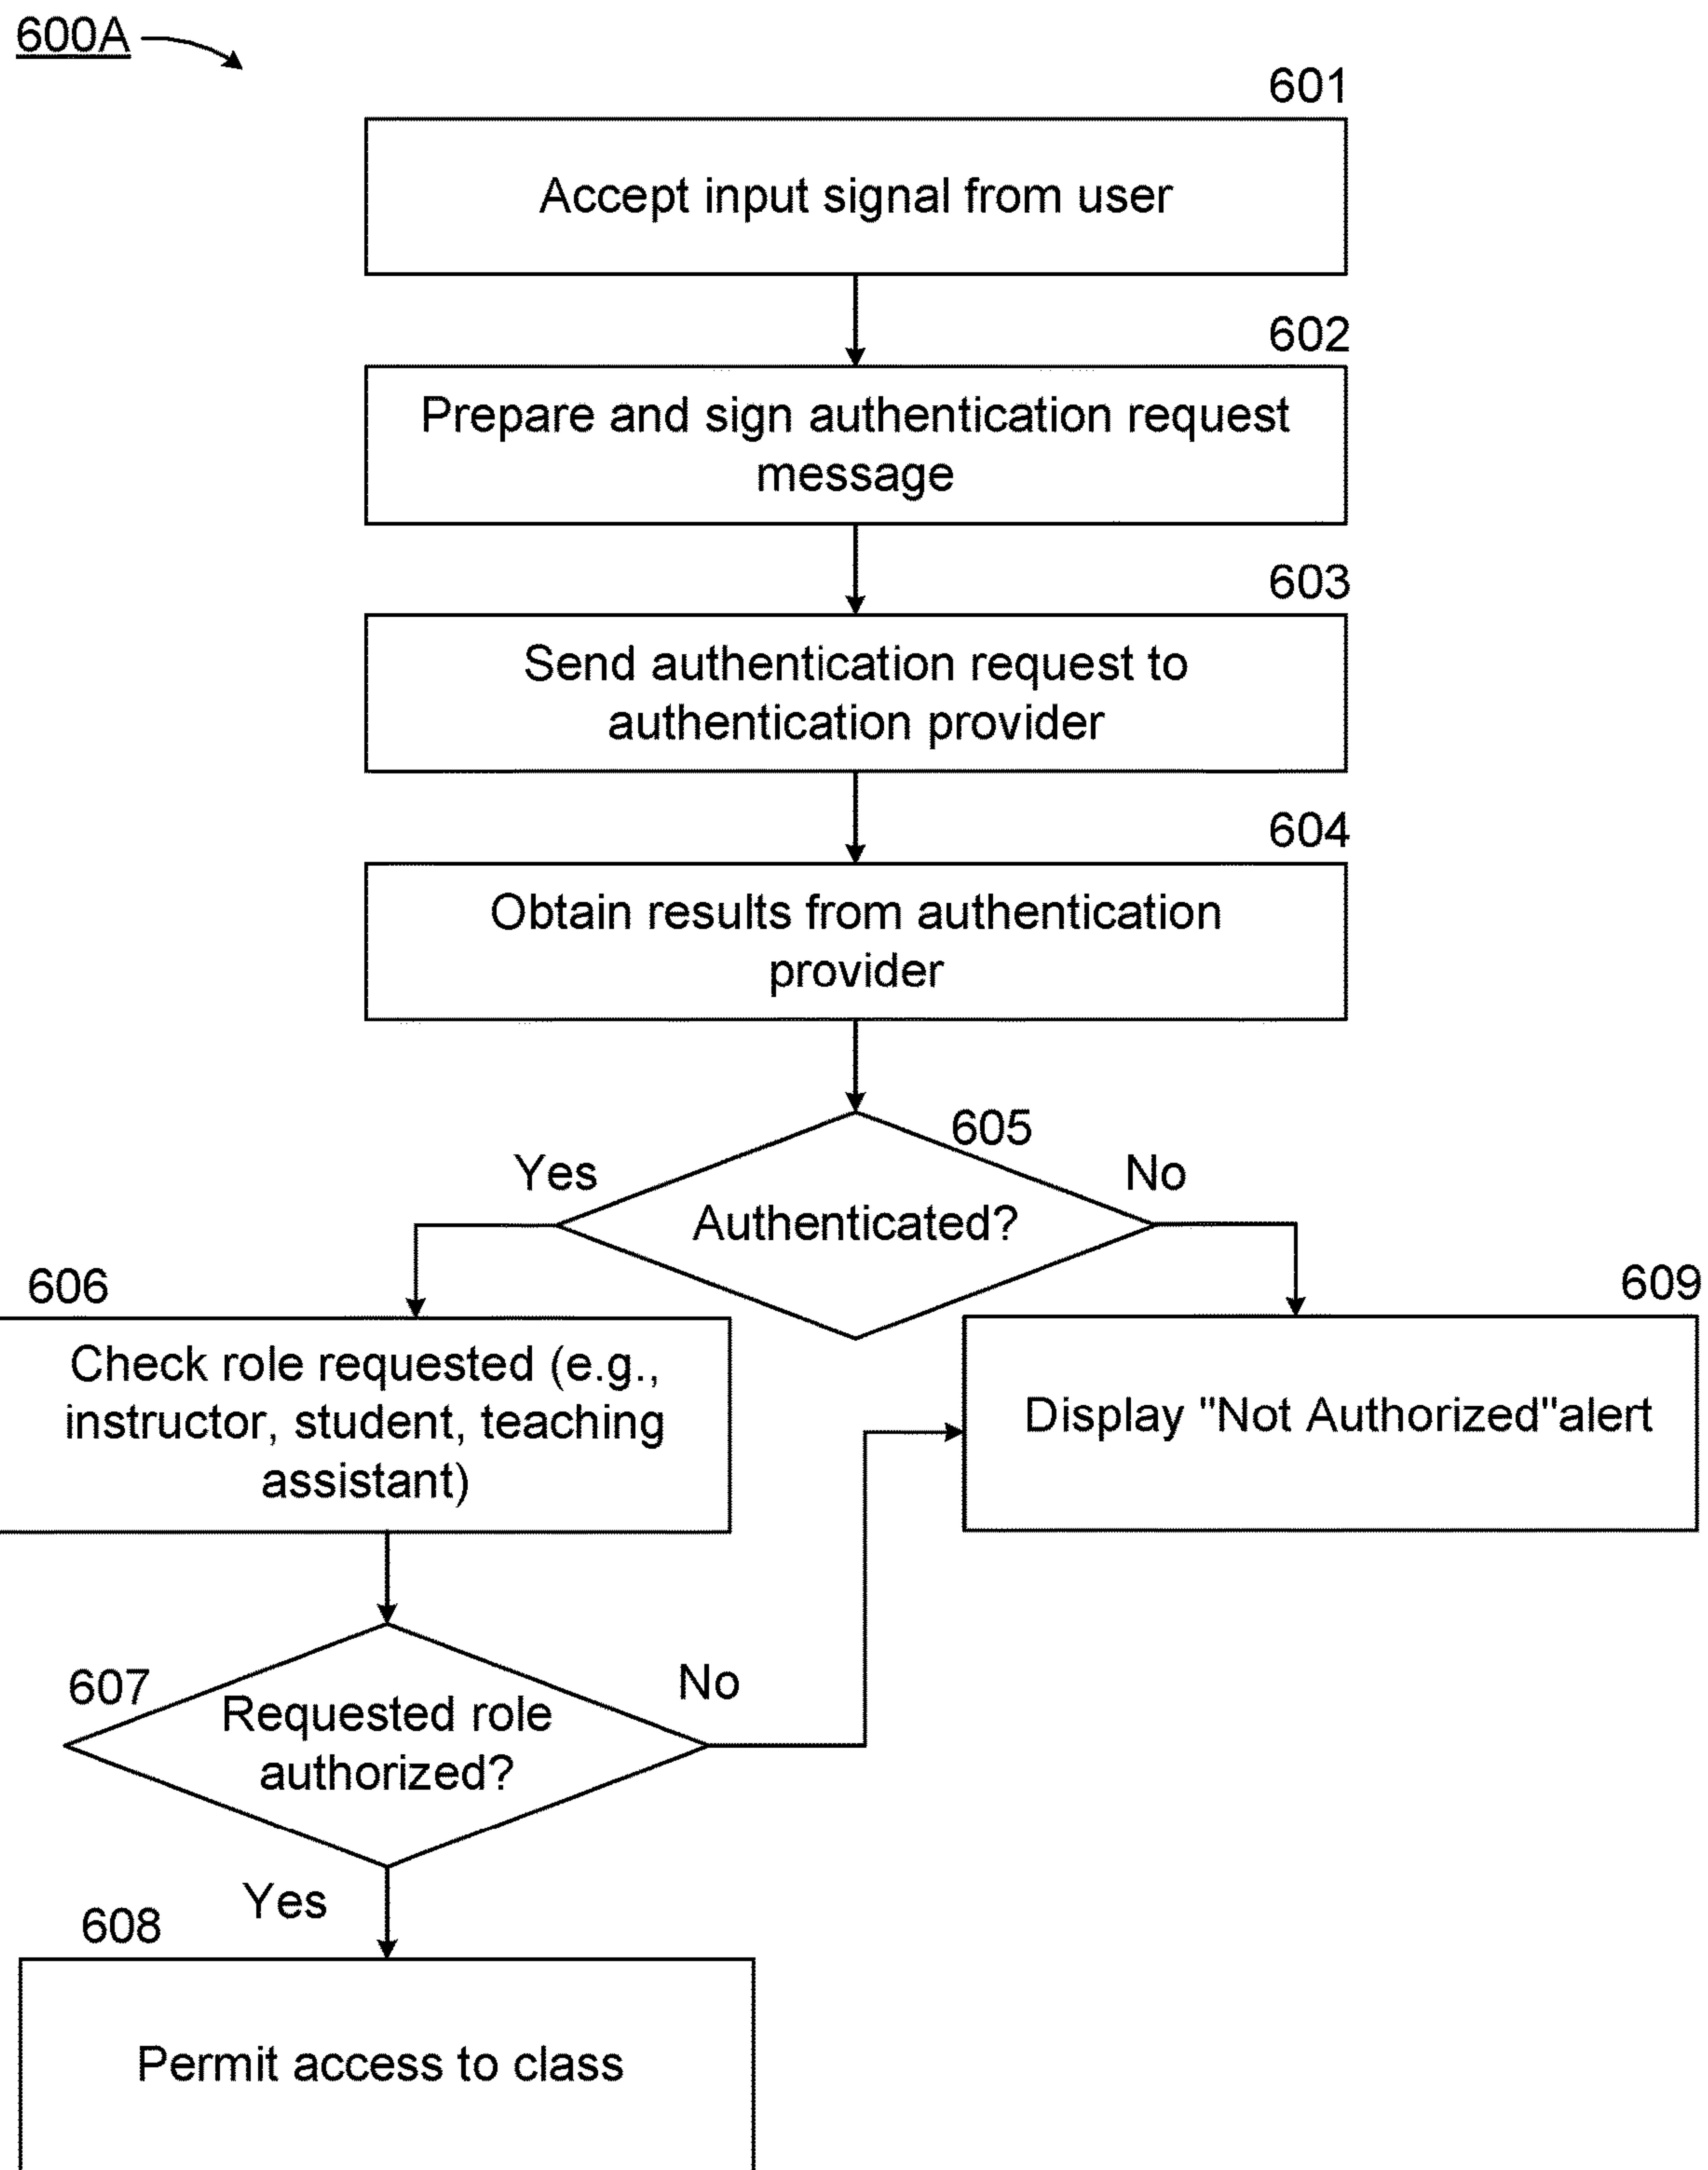 600A
601
Accept input signal from user
602
Prepare and sign authentication request
message
603
Send authentication request to
authentication provider
604
Obtain results from authentication
provider
605
Yes
No
Authenticated?
606
609
Check role requested (e.g.,
instructor, student, teaching
assistant)
Display "Not Authorized"alert
607
No
Requested role
authorized?
Yes
608
Permit access to class